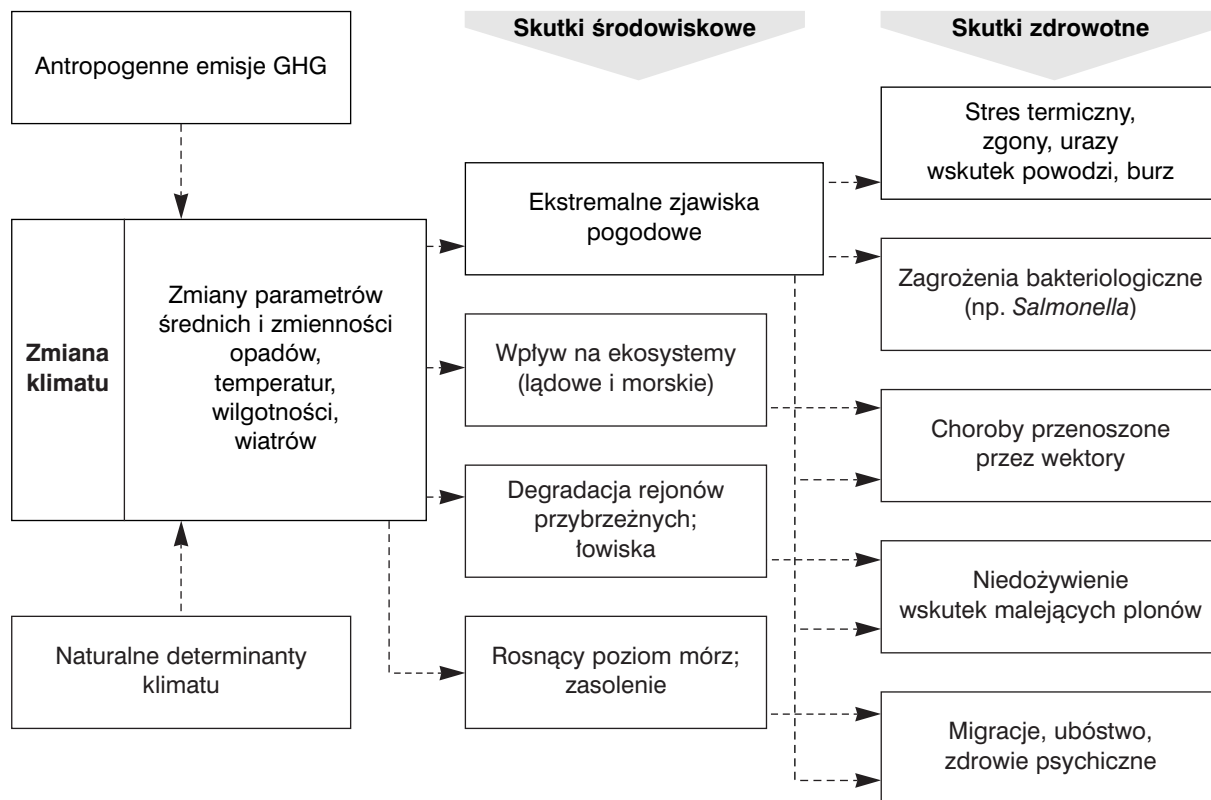 Antropogenne emisje GHG
Zmiana
klimatu
Zmiany parametrów
średnich i zmienności
opadów,
temperatur,
wilgotności,
wiatrów
Naturalne determinanty
klimatu
Skutki środowiskowe
Ekstremalne zjawiska
pogodowe
Wpływ na ekosystemy
(lądowe i morskie)
Degradacja rejonów
przybrzeżnych;
łowiska
Rosnący poziom mórz;
zasolenie
Skutki zdrowotne
Stres termiczny,
zgony, urazy
wskutek powodzi, burz
Zagrożenia bakteriologiczne
(np. Salmonella)
Choroby przenoszone
przez wektory
Niedożywienie
wskutek malejących plonów
Migracje, ubóstwo,
zdrowie psychiczne